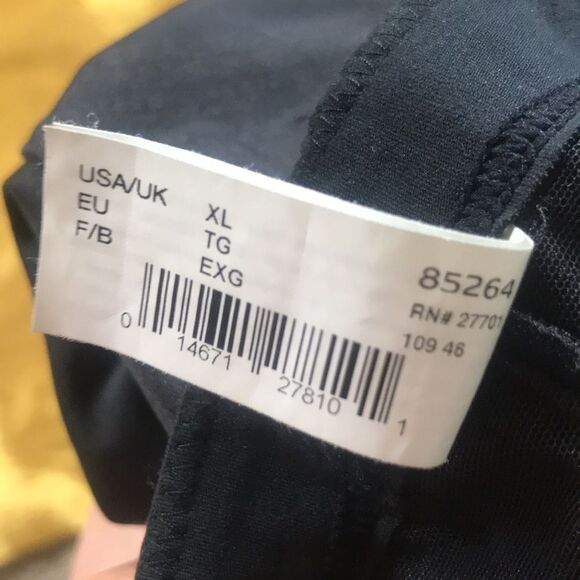 USA/UK XL
EU TG
F/B EXG
85264
RN# 27701
109 46
0 14671 27810 1